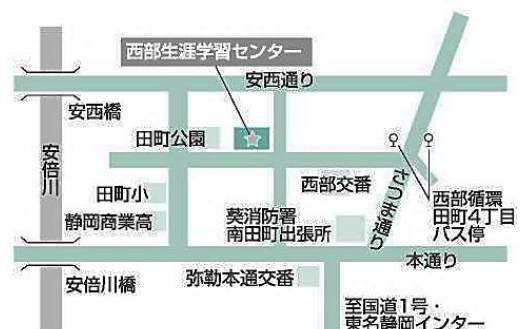 西部生涯学習センター
安西通り
安西橋
田町公園
安倍川
西部交番
さつま通り
西部循環
田町4丁目
バス停
田町小
静岡商業高
葵消防署
南田町出張所
本通り
安倍川橋
弥勒本通交番
至国道1号・
東名静岡インター